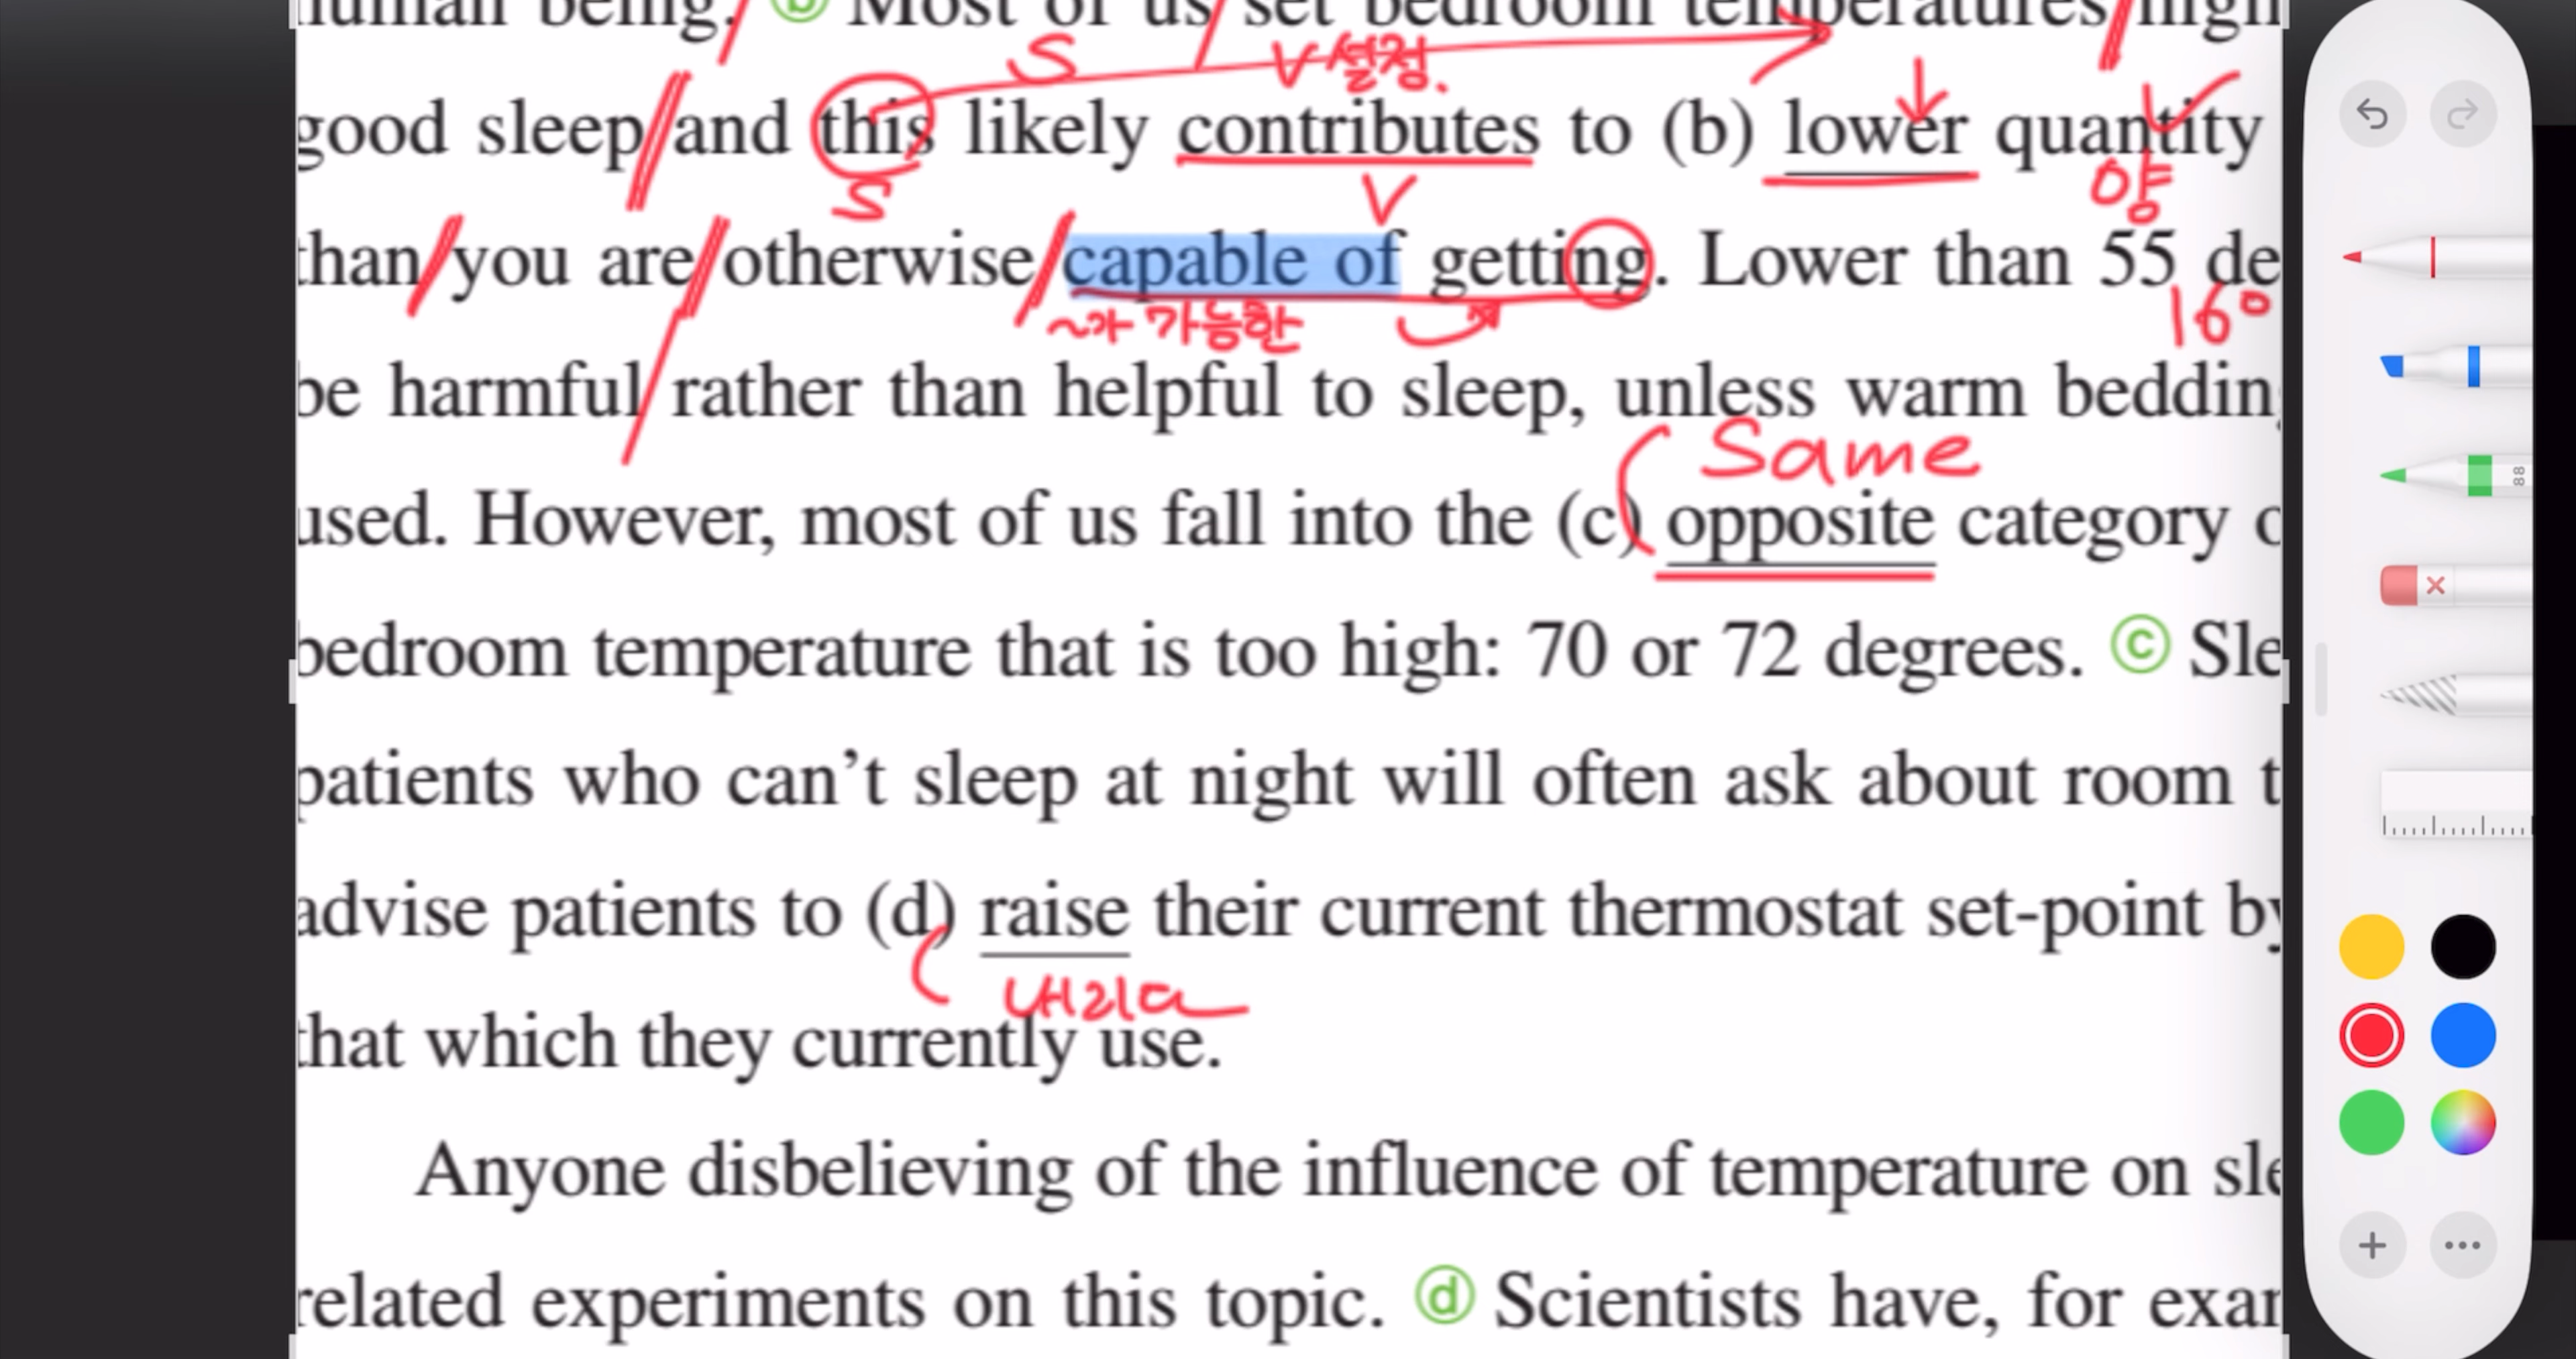 human being. ⓑ Most of us set bedroom temperatures high
S V 설정.
good sleep and this likely contributes to (b) lower quantity
S V 양
than you are otherwise capable of getting. Lower than 55 de
~가 가능한 16°
be harmful rather than helpful to sleep, unless warm bedding
Same
used. However, most of us fall into the (c) opposite category o
bedroom temperature that is too high: 70 or 72 degrees. ⓒ Sle
patients who can't sleep at night will often ask about room t
advise patients to (d) raise their current thermostat set-point by
내리다
that which they currently use.
Anyone disbelieving of the influence of temperature on sle
related experiments on this topic. ⓓ Scientists have, for exam
88